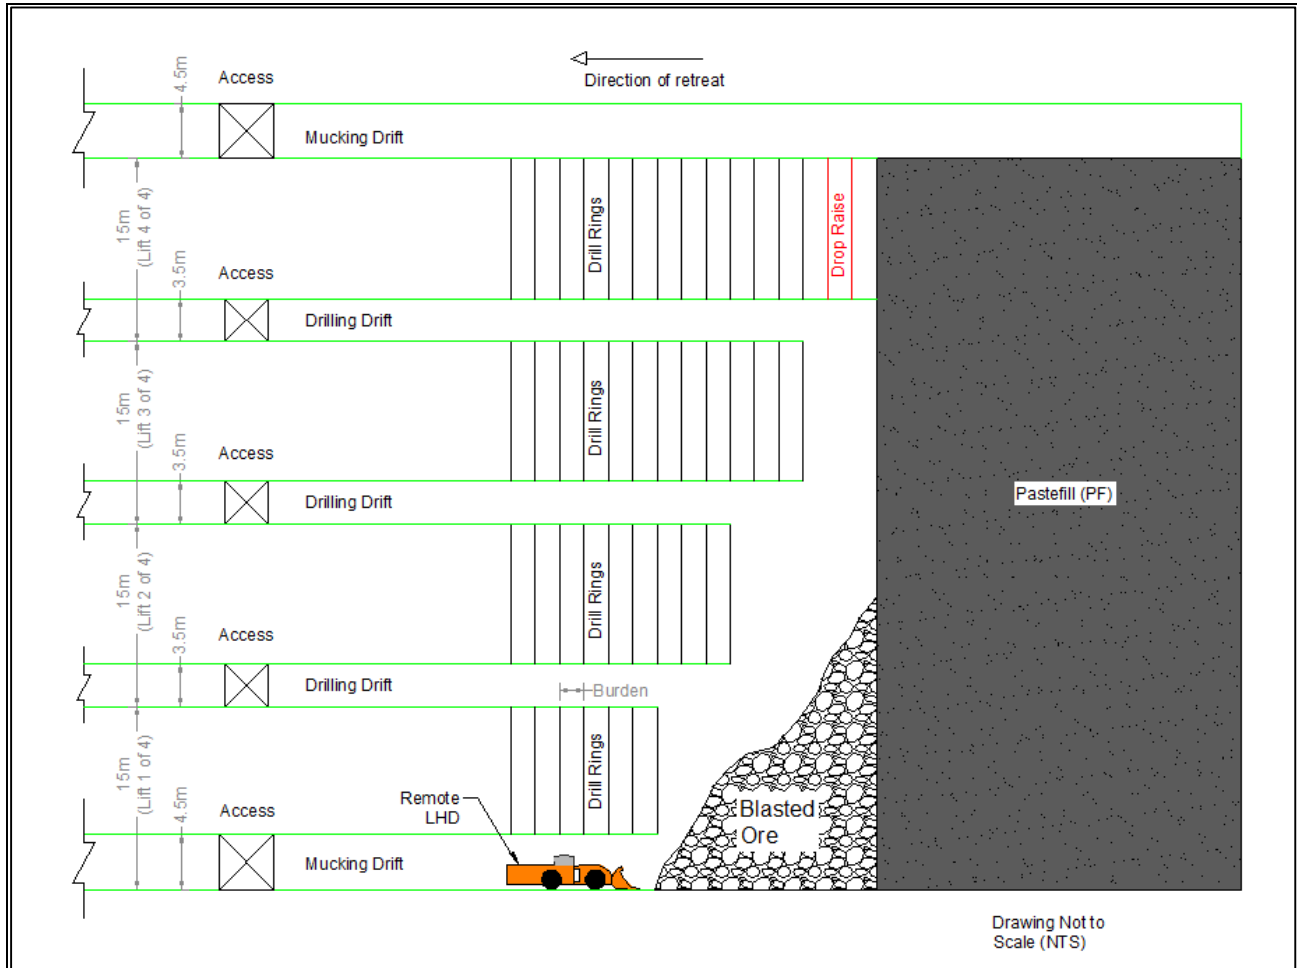 Direction of retreat
4.5m
Access
Mucking Drift
15m
(Lift 4 of 4)
3.5m
Access
Drilling Drift
Drill Rings
Drop Raise
15m
(Lift 3 of 4)
3.5m
Access
Drilling Drift
Drill Rings
Pastefill (PF)
15m
(Lift 2 of 4)
3.5m
Access
Drilling Drift
Drill Rings
Burden
15m
(Lift 1 of 4)
4.5m
Access
Mucking Drift
Remote
LHD
Drill Rings
Blasted
Ore
Drawing Not to
Scale (NTS)